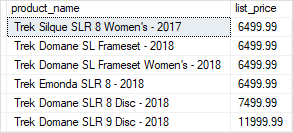 product_name list_price
Trek Silque SLR 8 Women's - 2017 6499.99
Trek Domane SL Frameset - 2018 6499.99
Trek Domane SL Frameset Women's - 2018 6499.99
Trek Emonda SLR 8 - 2018 6499.99
Trek Domane SLR 8 Disc - 2018 7499.99
Trek Domane SLR 9 Disc - 2018 11999.99